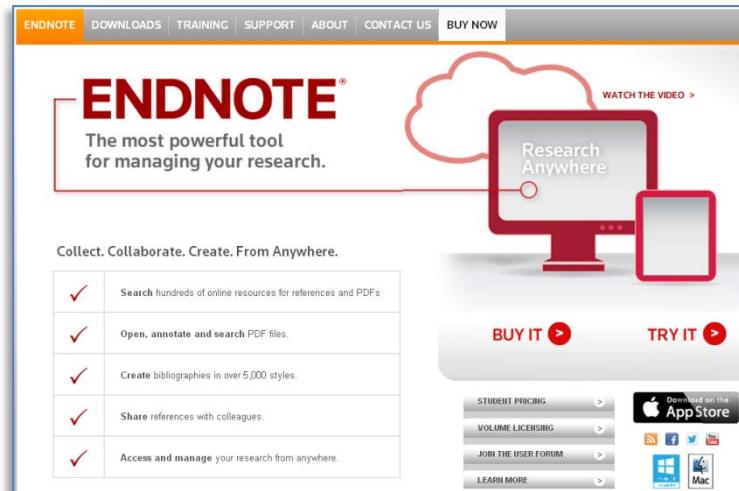 ENDNOTE DOWNLOADS TRAINING SUPPORT ABOUT CONTACT US BUY NOW
ENDNOTE®
The most powerful tool
for managing your research.
WATCH THE VIDEO >
Research
Anywhere
Collect. Collaborate. Create. From Anywhere.
Search hundreds of online resources for references and PDFs
Open, annotate and search PDF files.
Create bibliographies in over 5,000 styles.
Share references with colleagues.
Access and manage your research from anywhere.
BUY IT >
TRY IT >
STUDENT PRICING >
VOLUME LICENSING >
JOIN THE USER FORUM >
LEARN MORE >
Download on the
App Store
You Tube
Mac